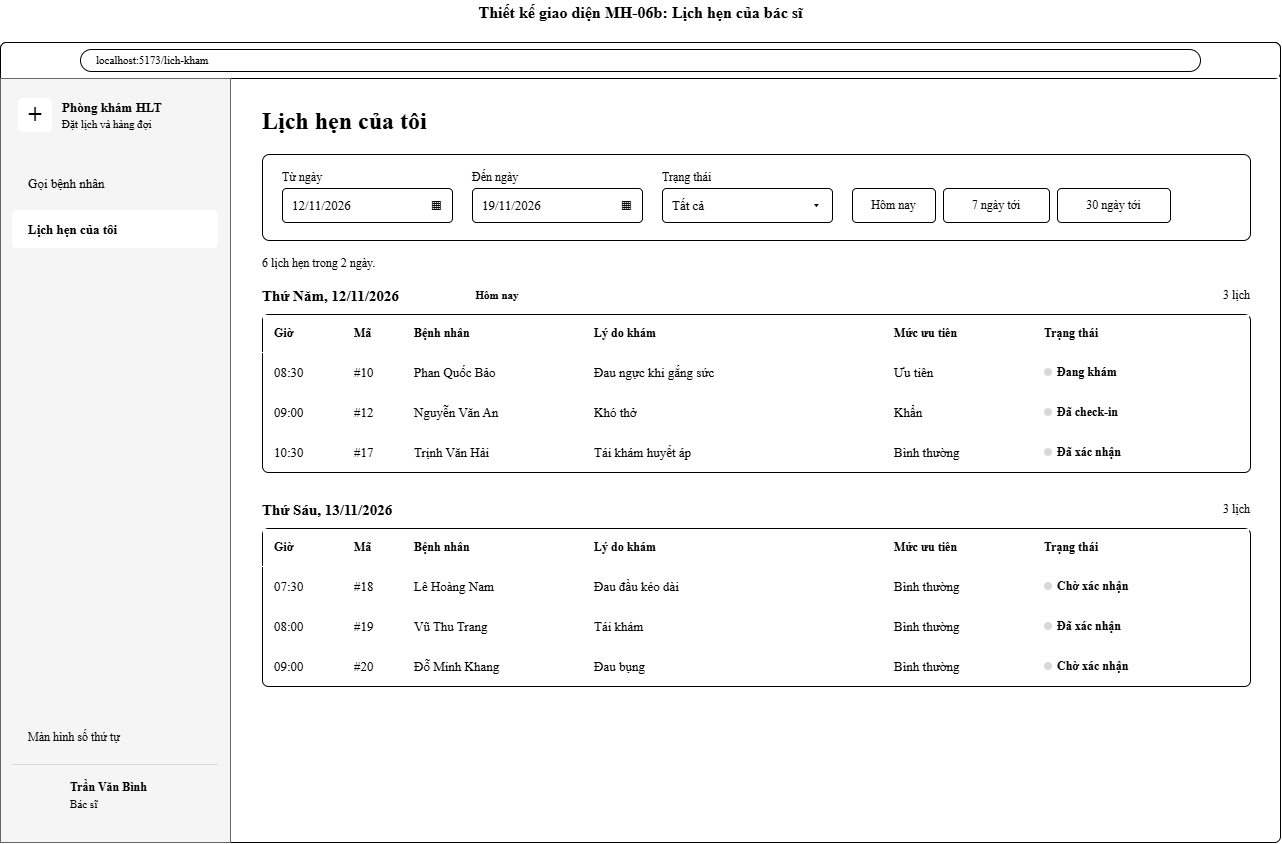 Thiết kế giao diện MH-06b: Lịch hẹn của bác sĩ
localhost:5173/lich-kham
Phòng khám HLT
Đặt lịch và hàng đợi
Gọi bệnh nhân
Lịch hẹn của tôi
Màn hình số thứ tự
Trần Văn Bình
Bác sĩ
Lịch hẹn của tôi
Từ ngày Đến ngày Trạng thái
12/11/2026 19/11/2026 Tất cả Hôm nay 7 ngày tới 30 ngày tới
6 lịch hẹn trong 2 ngày.
Thứ Năm, 12/11/2026 Hôm nay 3 lịch
Giờ Mã Bệnh nhân Lý do khám Mức ưu tiên Trạng thái
08:30 #10 Phan Quốc Bảo Đau ngực khi gắng sức Ưu tiên Đang khám
09:00 #12 Nguyễn Văn An Khó thở Khẩn Đã check-in
10:30 #17 Trịnh Văn Hải Tái khám huyết áp Bình thường Đã xác nhận
Thứ Sáu, 13/11/2026 3 lịch
Giờ Mã Bệnh nhân Lý do khám Mức ưu tiên Trạng thái
07:30 #18 Lê Hoàng Nam Đau đầu kéo dài Bình thường Chờ xác nhận
08:00 #19 Vũ Thu Trang Tái khám Bình thường Đã xác nhận
09:00 #20 Đỗ Minh Khang Đau bụng Bình thường Chờ xác nhận